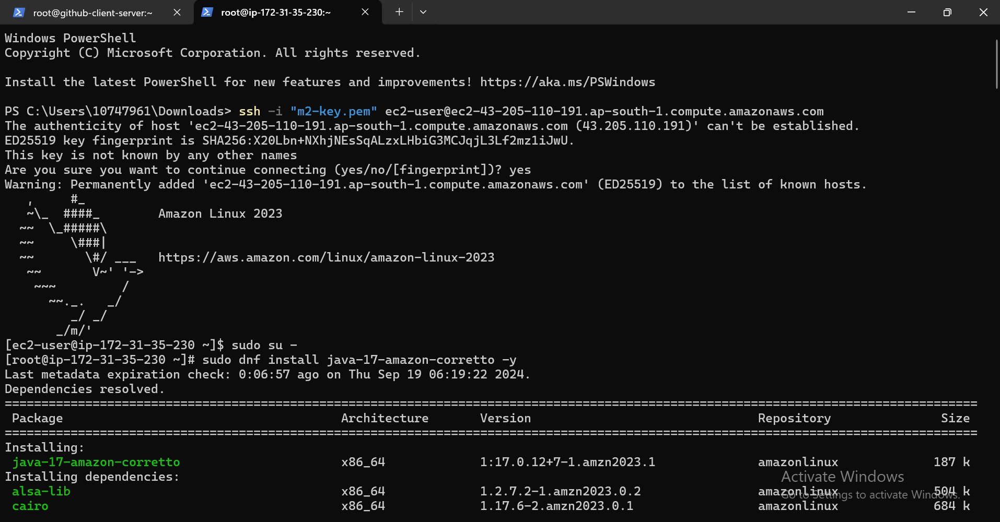 root@github-client-server:~
root@ip-172-31-35-230:~
Windows PowerShell
Copyright (C) Microsoft Corporation. All rights reserved.
Install the latest PowerShell for new features and improvements! https://aka.ms/PSWindows
PS C:\Users\10747961\Downloads> ssh -i "m2-key.pem" ec2-user@ec2-43-205-110-191.ap-south-1.compute.amazonaws.com
The authenticity of host 'ec2-43-205-110-191.ap-south-1.compute.amazonaws.com (43.205.110.191)' can't be established.
ED25519 key fingerprint is SHA256:X20Lbn+NXhjNEsSqALzxLHbiG3MCJqjL3Lf2mz1iJwU.
This key is not known by any other names
Are you sure you want to continue connecting (yes/no/[fingerprint])? yes
Warning: Permanently added 'ec2-43-205-110-191.ap-south-1.compute.amazonaws.com' (ED25519) to the list of known hosts.
   ,     #_
   ~\_  ####_        Amazon Linux 2023
  ~~  \_#####\
  ~~     \###|
  ~~       \#/ ___   https://aws.amazon.com/linux/amazon-linux-2023
   ~~       V~' '->
    ~~~         /
      ~~._.   _/
         _/ _/
       _/m/'
[ec2-user@ip-172-31-35-230 ~]$ sudo su -
[root@ip-172-31-35-230 ~]# sudo dnf install java-17-amazon-corretto -y
Last metadata expiration check: 0:06:57 ago on Thu Sep 19 06:19:22 2024.
Dependencies resolved.
Package Architecture Version Repository Size
Installing:
java-17-amazon-corretto x86_64 1:17.0.12+7-1.amzn2023.1 amazonlinux 187 k
Installing dependencies:
alsa-lib x86_64 1.2.7.2-1.amzn2023.0.2 amazonlinux 504 k
cairo x86_64 1.17.6-2.amzn2023.0.1 amazonlinux 684 k
Activate Windows
Go to Settings to activate Windows.